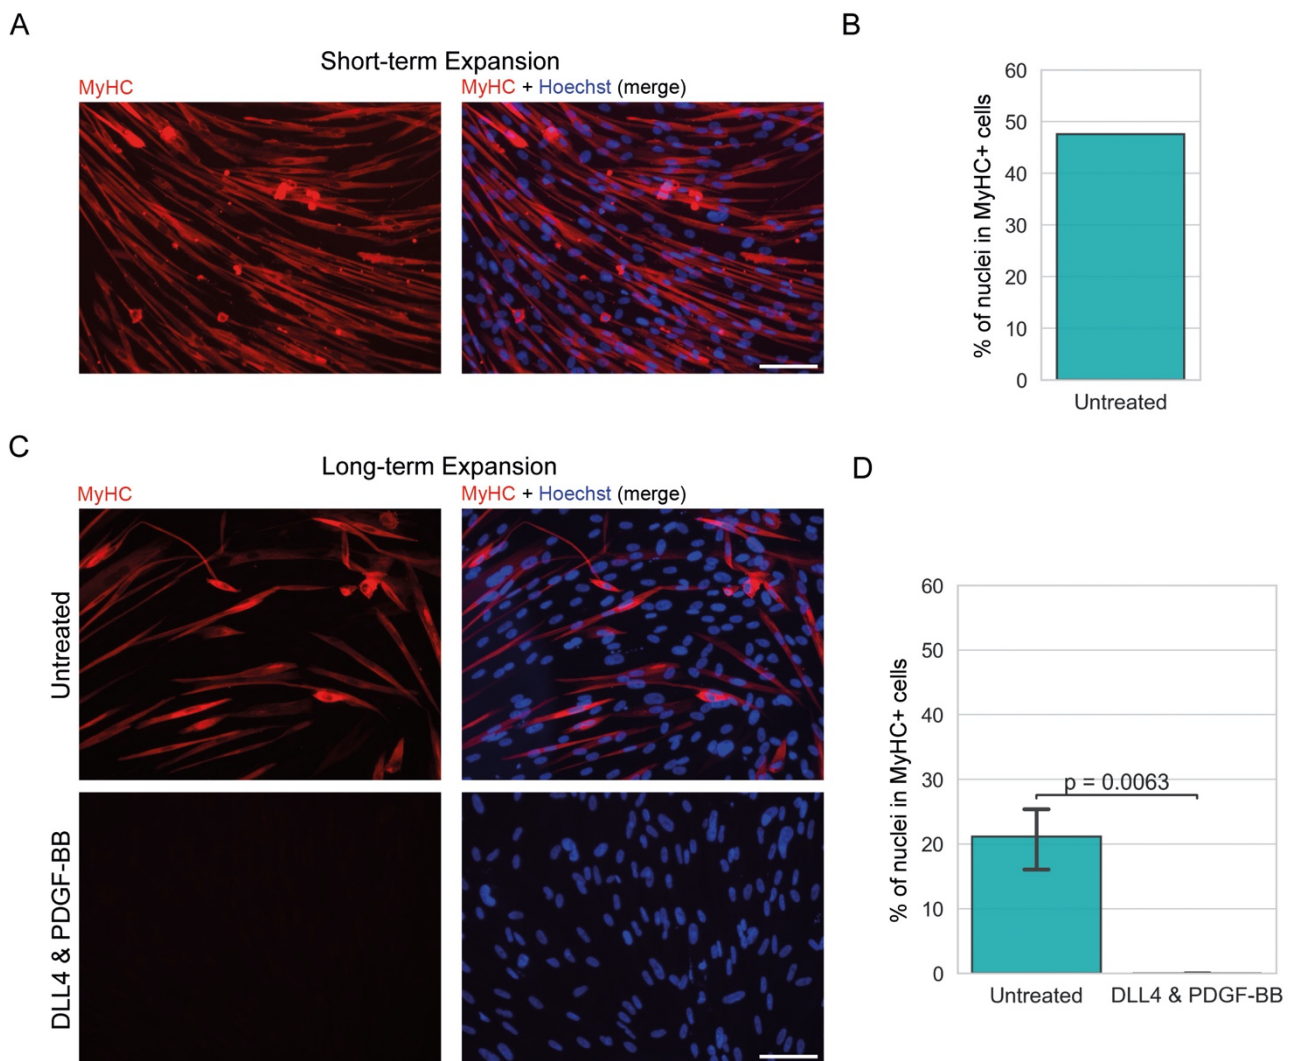 A
Short-term Expansion
MyHC
MyHC + Hoechst (merge)
B
60
50
40
30
20
10
0
% of nuclei in MyHC+ cells
Untreated
C
Long-term Expansion
MyHC
MyHC + Hoechst (merge)
Untreated
DLL4 & PDGF-BB
D
60
50
40
30
20
10
0
% of nuclei in MyHC+ cells
p = 0.0063
Untreated
DLL4 & PDGF-BB